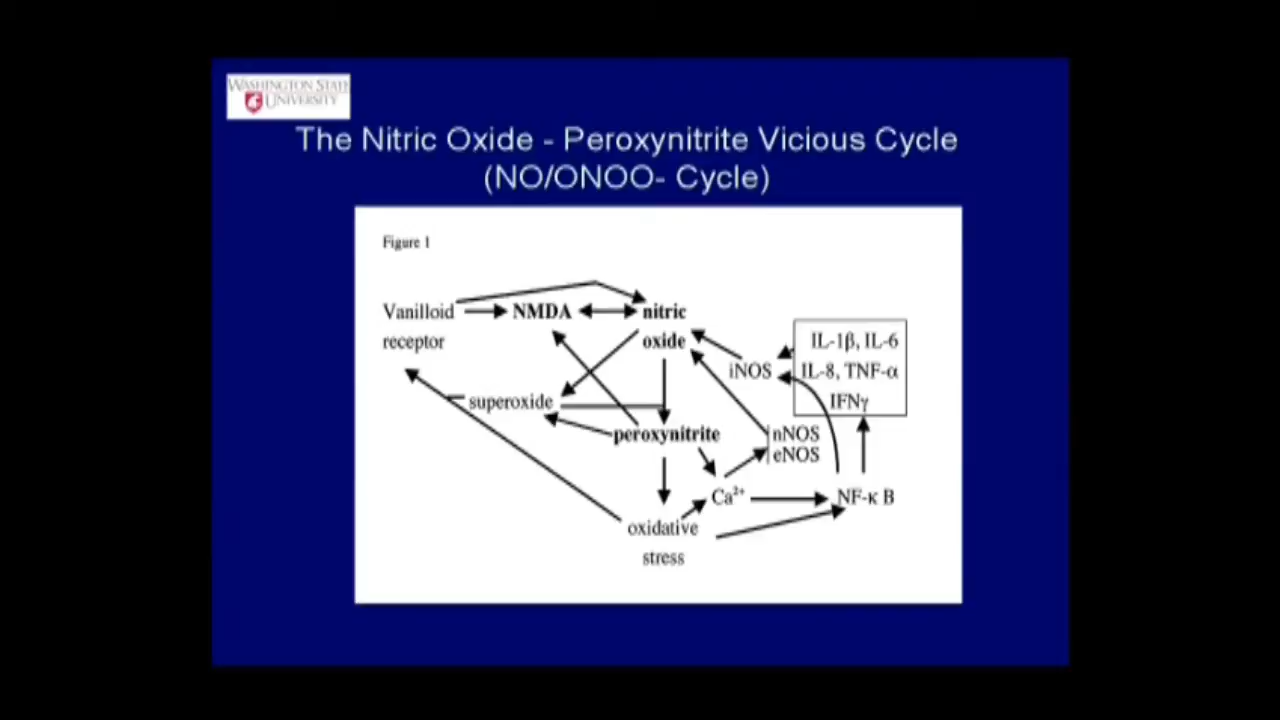 WASHINGTON STATE
UNIVERSITY
The Nitric Oxide - Peroxynitrite Vicious Cycle
(NO/ONOO- Cycle)
Figure 1
Vanilloid
receptor
NMDA
nitric
oxide
iNOS
IL-1β, IL-6
IL-8, TNF-α
IFNγ
superoxide
peroxynitrite
nNOS
eNOS
Ca²⁺
NF-κ B
oxidative
stress